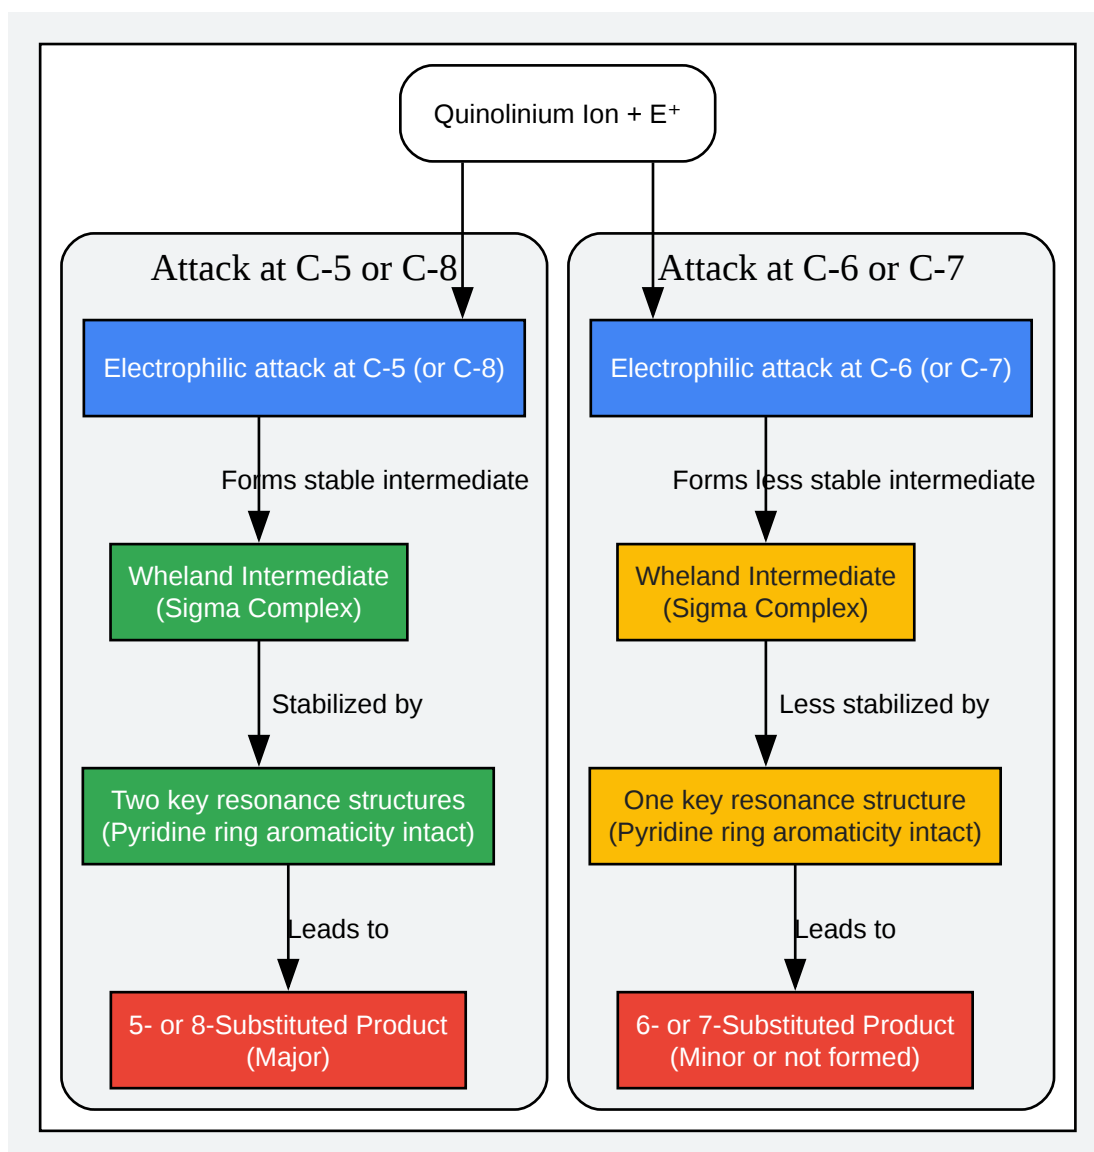 Quinolinium Ion + E⁺
Attack at C-5 or C-8
Electrophilic attack at C-5 (or C-8)
Forms stable intermediate
Wheland Intermediate
(Sigma Complex)
Stabilized by
Two key resonance structures
(Pyridine ring aromaticity intact)
Leads to
5- or 8-Substituted Product
(Major)
Attack at C-6 or C-7
Electrophilic attack at C-6 (or C-7)
Forms less stable intermediate
Wheland Intermediate
(Sigma Complex)
Less stabilized by
One key resonance structure
(Pyridine ring aromaticity intact)
Leads to
6- or 7-Substituted Product
(Minor or not formed)